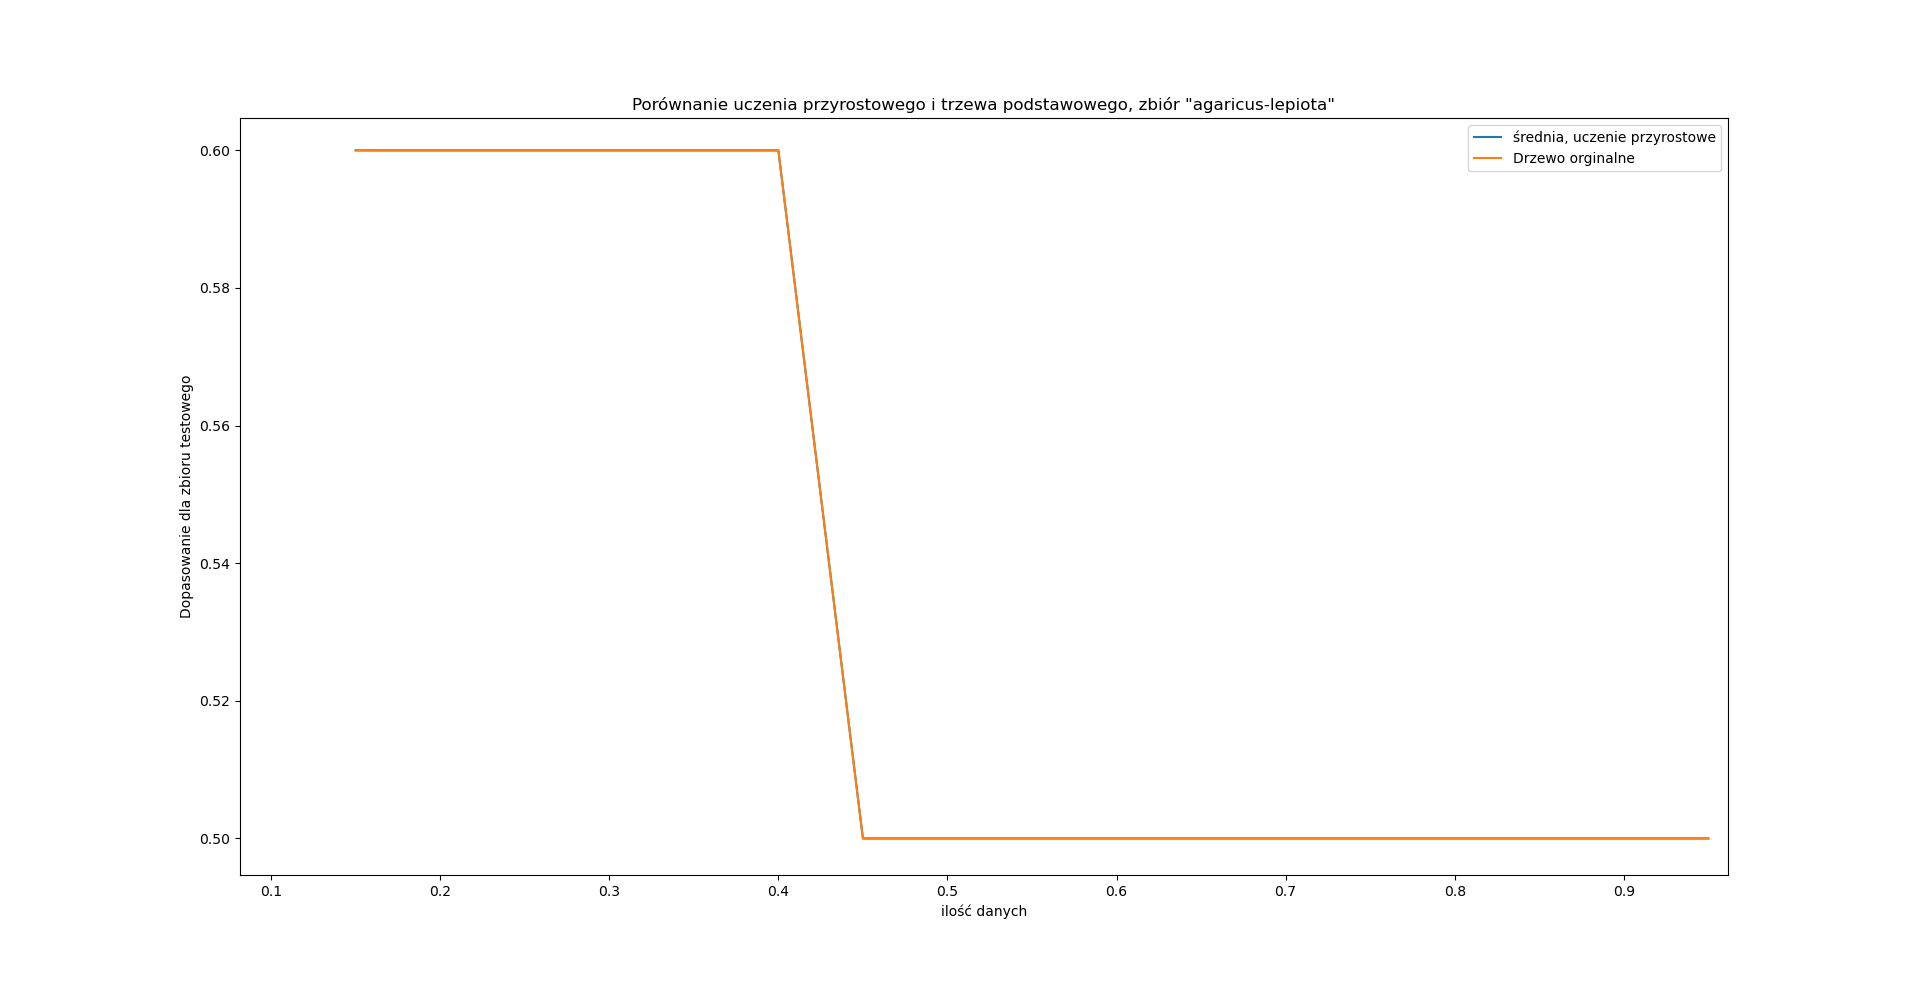 Porównanie uczenia przyrostowego i trzewa podstawowego, zbiór "agaricus-lepiota"
średnia, uczenie przyrostowe
Drzewo orginalne
Dopasowanie dla zbioru testowego
0.60
0.58
0.56
0.54
0.52
0.50
0.1 0.2 0.3 0.4 0.5 0.6 0.7 0.8 0.9
ilość danych